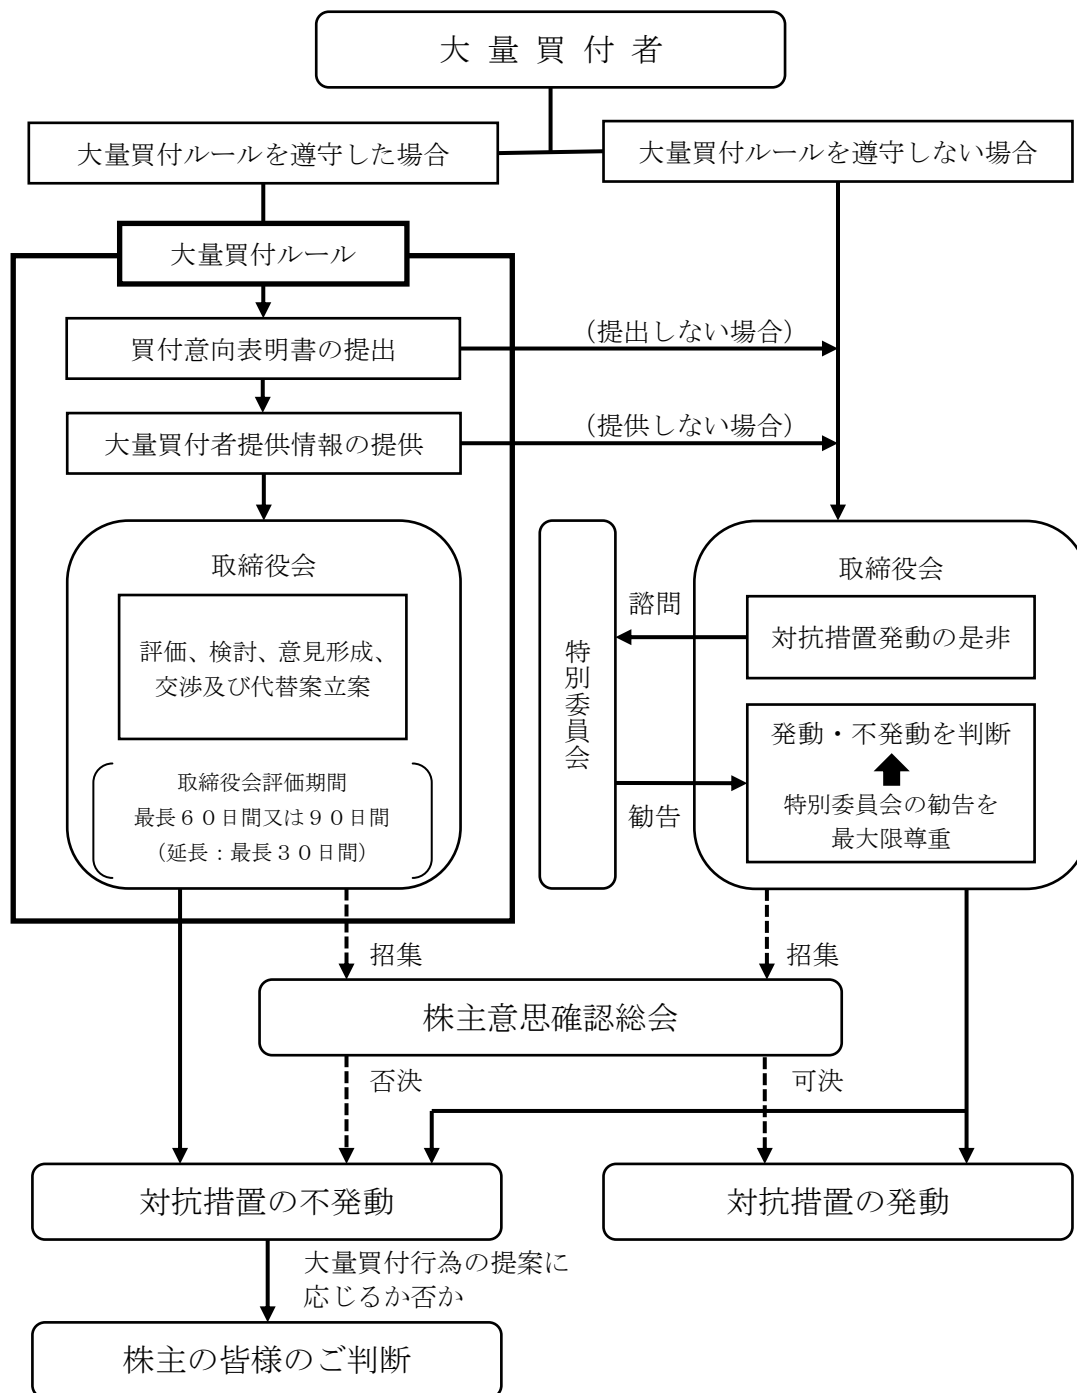 大量買付者
大量買付ルールを遵守した場合
大量買付ルールを遵守しない場合
大量買付ルール
買付意向表明書の提出
（提出しない場合）
大量買付者提供情報の提供
（提供しない場合）
取締役会
評価、検討、意見形成、
交渉及び代替案立案
取締役会評価期間
最長６０日間又は９０日間
（延長：最長３０日間）
特別委員会
諮問
勧告
取締役会
対抗措置発動の是非
発動・不発動を判断
特別委員会の勧告を
最大限尊重
招集
招集
株主意思確認総会
否決
可決
対抗措置の不発動
対抗措置の発動
大量買付行為の提案に
応じるか否か
株主の皆様のご判断